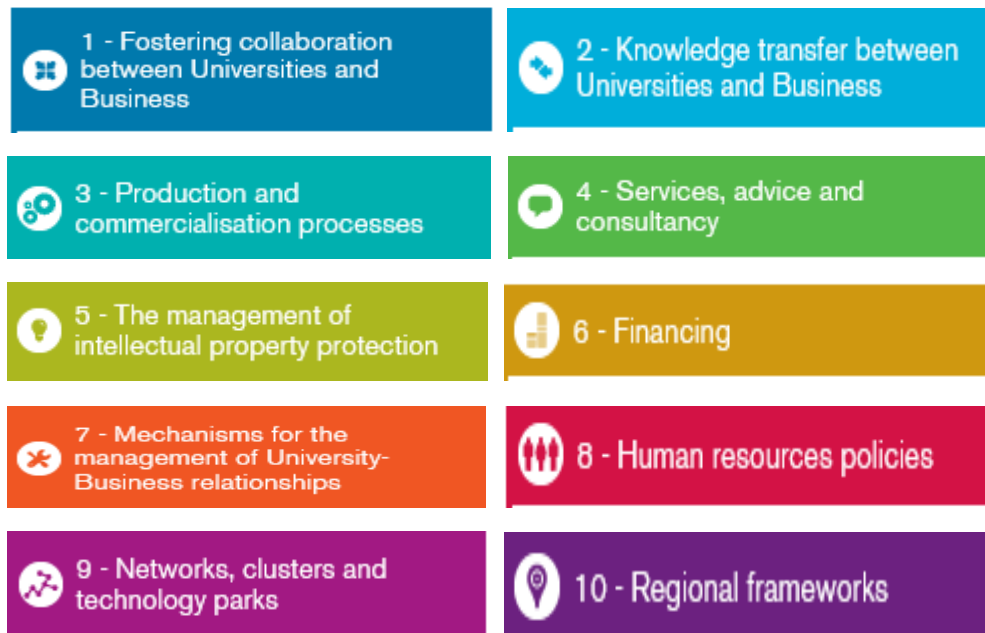 1 - Fostering collaboration
between Universities and
Business
2 - Knowledge transfer between
Universities and Business
3 - Production and
commercialisation processes
4 - Services, advice and
consultancy
5 - The management of
intellectual property protection
6 - Financing
7 - Mechanisms for the
management of University-
Business relationships
8 - Human resources policies
9 - Networks, clusters and
technology parks
10 - Regional frameworks